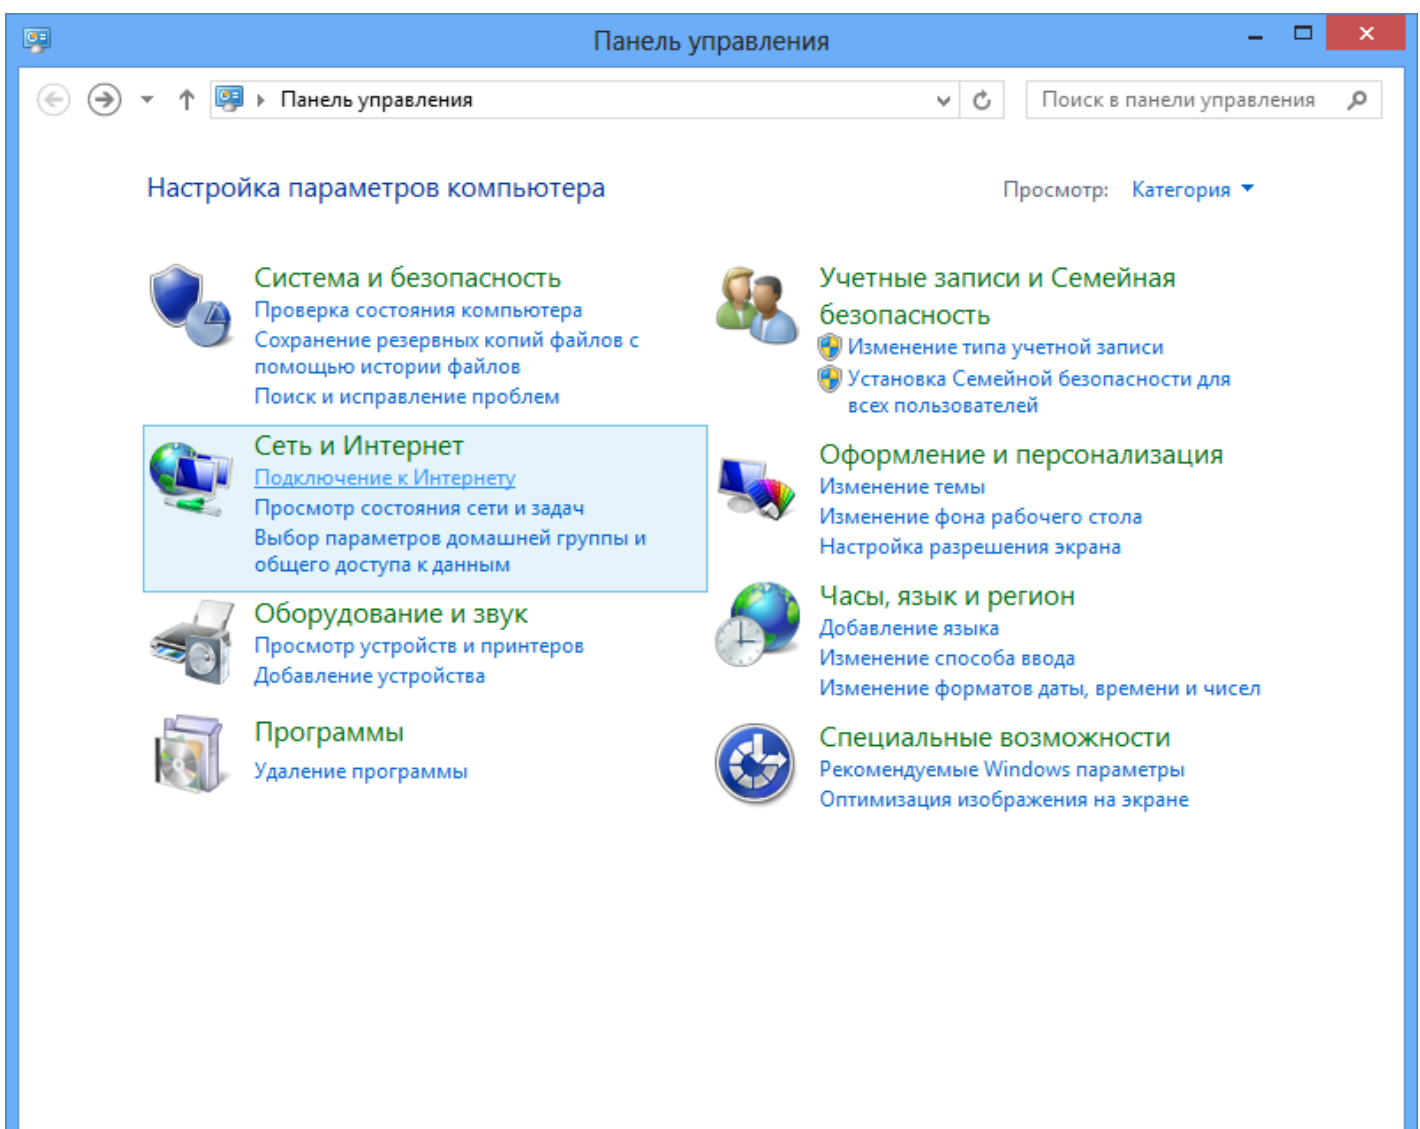 Панель управления
Панель управления
Поиск в панели управления
Настройка параметров компьютера
Просмотр: Категория
Система и безопасность
Проверка состояния компьютера
Сохранение резервных копий файлов с
помощью истории файлов
Поиск и исправление проблем
Сеть и Интернет
Подключение к Интернету
Просмотр состояния сети и задач
Выбор параметров домашней группы и
общего доступа к данным
Оборудование и звук
Просмотр устройств и принтеров
Добавление устройства
Программы
Удаление программы
Учетные записи и Семейная
безопасность
Изменение типа учетной записи
Установка Семейной безопасности для
всех пользователей
Оформление и персонализация
Изменение темы
Изменение фона рабочего стола
Настройка разрешения экрана
Часы, язык и регион
Добавление языка
Изменение способа ввода
Изменение форматов даты, времени и чисел
Специальные возможности
Рекомендуемые Windows параметры
Оптимизация изображения на экране